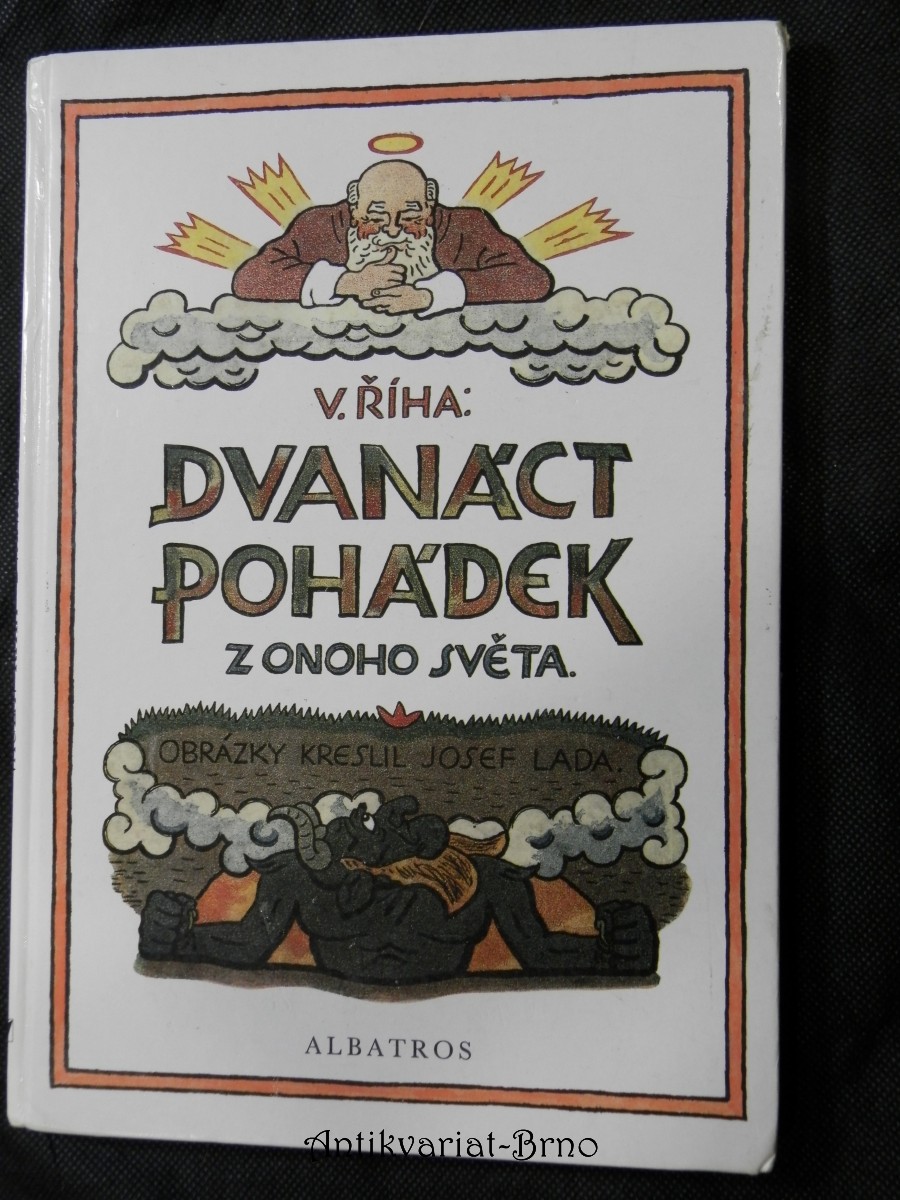 V. ŘÍHA:
DVANÁCT
POHÁDEK
Z ONOHO SVĚTA.
OBRÁZKY KRESLIL JOSEF LADA.
ALBATROS
Antikvariat-Brno